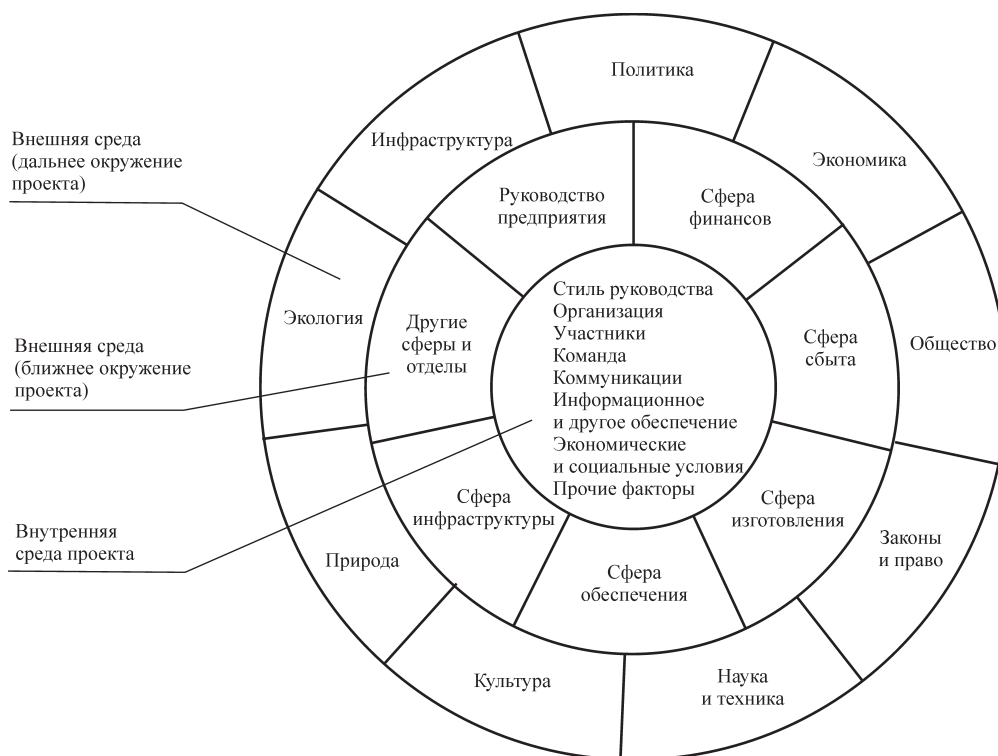 Политика
Экономика
Общество
Законы
и право
Наука
и техника
Культура
Природа
Экология
Инфраструктура
Руководство
предприятия
Сфера
финансов
Сфера
сбыта
Сфера
изготовления
Сфера
обеспечения
Сфера
инфраструктуры
Другие
сферы и
отделы
Стиль руководства
Организация
Участники
Команда
Коммуникации
Информационное
и другое обеспечение
Экономические
и социальные условия
Прочие факторы
Внешняя среда
(дальнее окружение
проекта)
Внешняя среда
(ближнее окружение
проекта)
Внутренняя
среда проекта